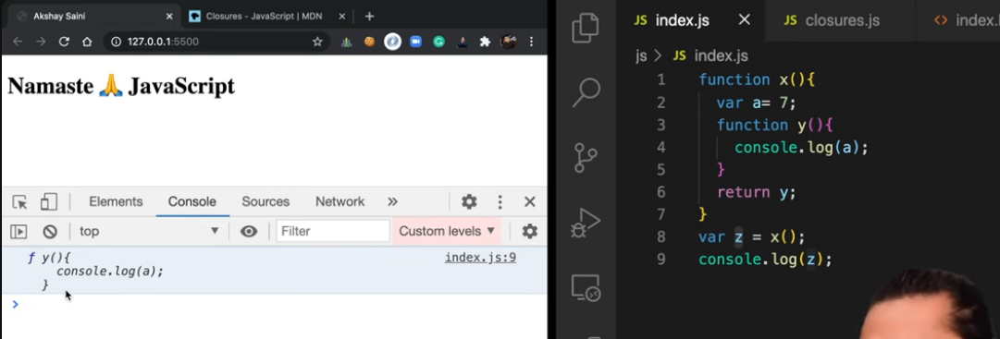 Akshay Saini
Closures - JavaScript | MDN
127.0.0.1:5500
Namaste 🙏 JavaScript
Elements Console Sources Network
top
Filter
Custom levels
f y(){ index.js:9
console.log(a);
}
>
JS index.js
JS closures.js
<> index.
js > JS index.js
1 function x(){
2 var a= 7;
3 function y(){
4 console.log(a);
5 }
6 return y;
7 }
8 var z = x();
9 console.log(z);